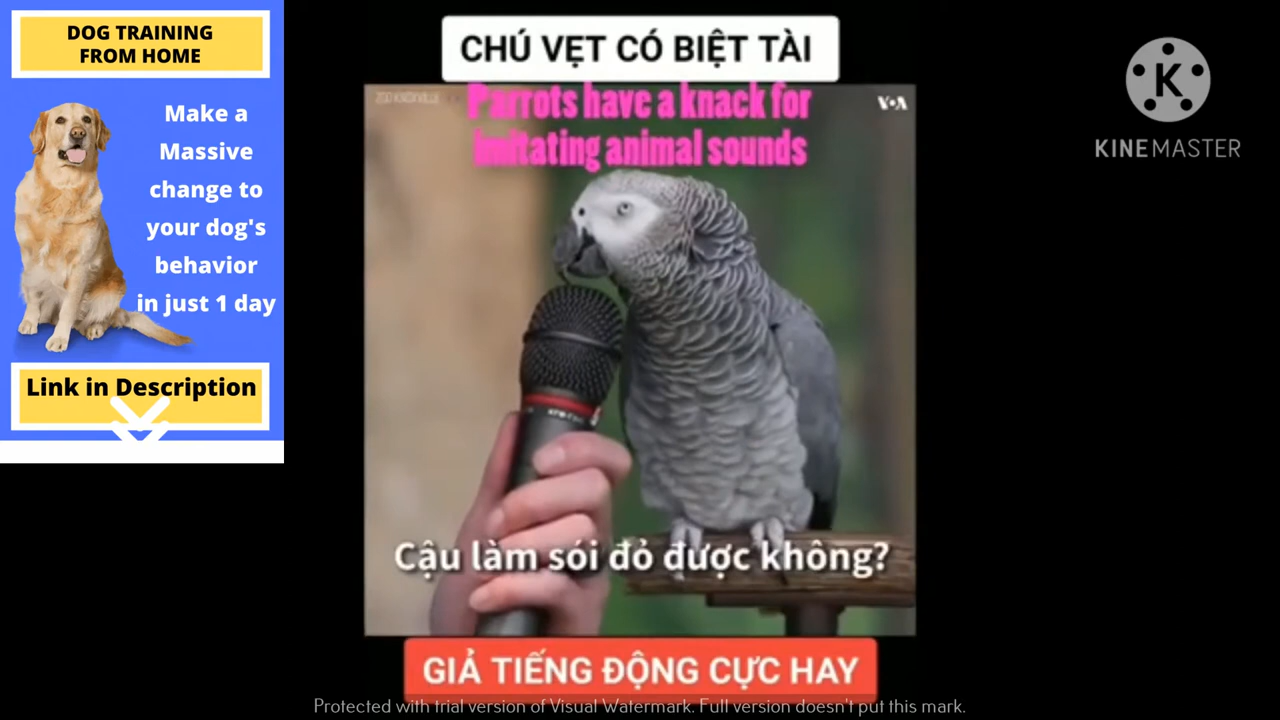 DOG TRAINING
FROM HOME
Make a
Massive
change to
your dog's
behavior
in just 1 day
Link in Description
CHÚ VẸT CÓ BIỆT TÀI
ZOO KNOXVILLE
VOA
Parrots have a knack for
imitating animal sounds
Cậu làm sói đỏ được không?
GIẢ TIẾNG ĐỘNG CỰC HAY
K
KINEMASTER
Protected with trial version of Visual Watermark. Full version doesn't put this mark.